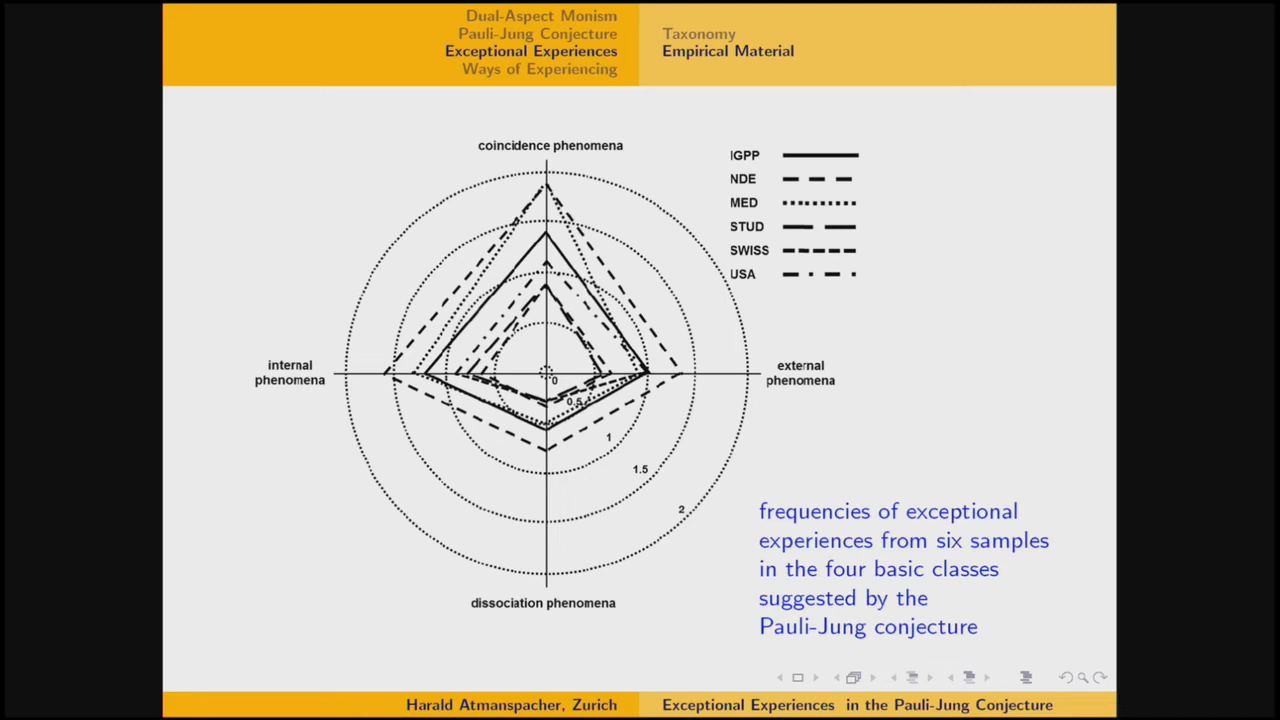 Dual-Aspect Monism
Pauli-Jung Conjecture
Exceptional Experiences
Ways of Experiencing
Taxonomy
Empirical Material
coincidence phenomena
IGPP
NDE
MED
STUD
SWISS
USA
internal
phenomena
external
phenomena
0
0.5
1
1.5
2
dissociation phenomena
frequencies of exceptional
experiences from six samples
in the four basic classes
suggested by the
Pauli-Jung conjecture
Harald Atmanspacher, Zurich
Exceptional Experiences in the Pauli-Jung Conjecture